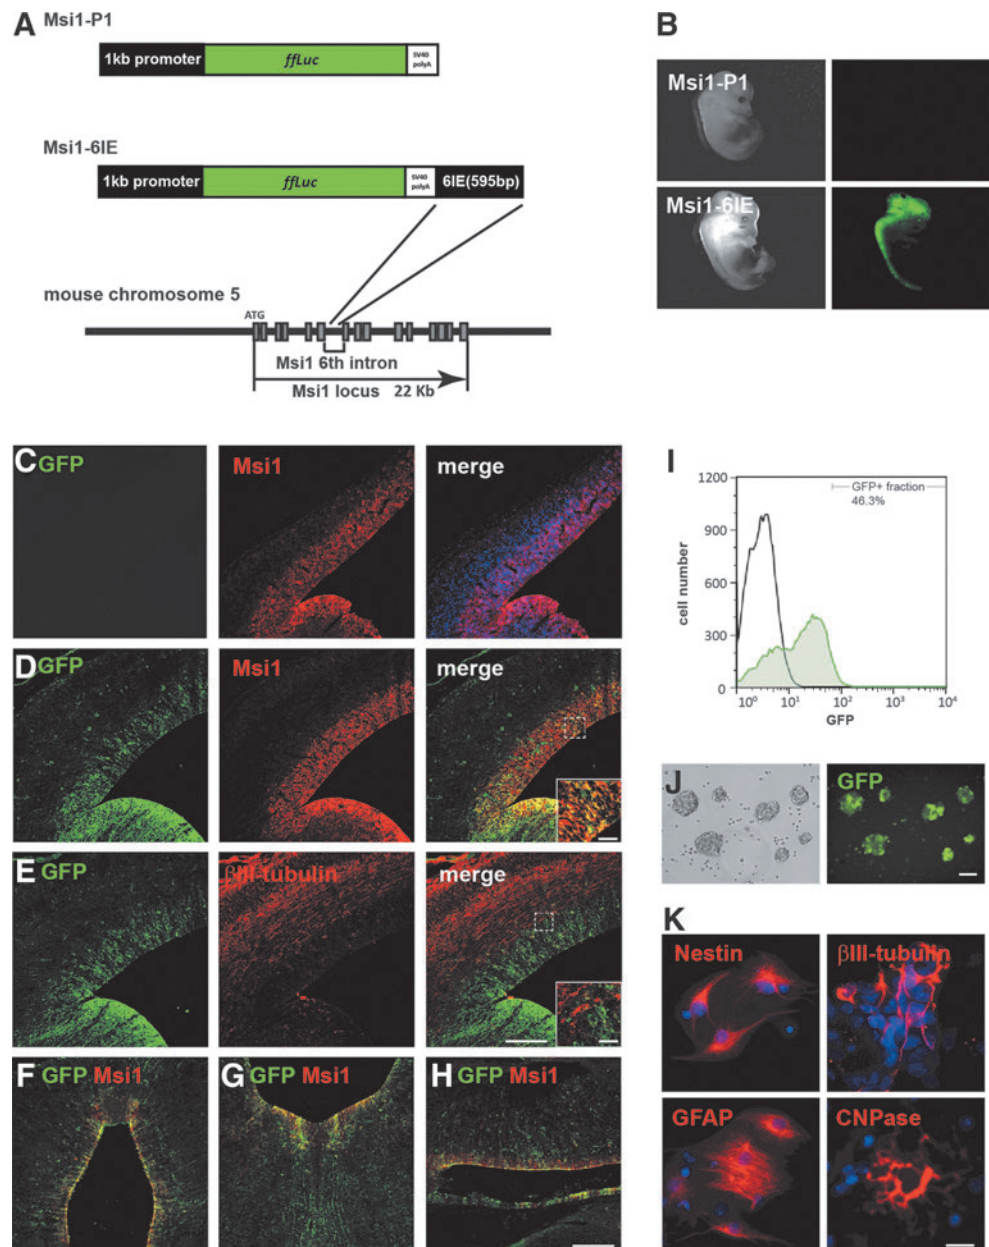 A
Msi1-P1
1kb promoter ffLuc SV40 polyA
Msi1-6IE
1kb promoter ffLuc SV40 polyA 6IE(595bp)
mouse chromosome 5
ATG
Msi1 6th intron
Msi1 locus 22 Kb
B
Msi1-P1
Msi1-6IE
C GFP Msi1 merge
D GFP Msi1 merge
E GFP βIII-tubulin merge
F GFP Msi1
G GFP Msi1
H GFP Msi1
I
1200
900
600
300
0
cell number
GFP+ fraction
46.3%
10⁰ 10¹ 10² 10³ 10⁴
GFP
J GFP
K
Nestin βIII-tubulin
GFAP CNPase